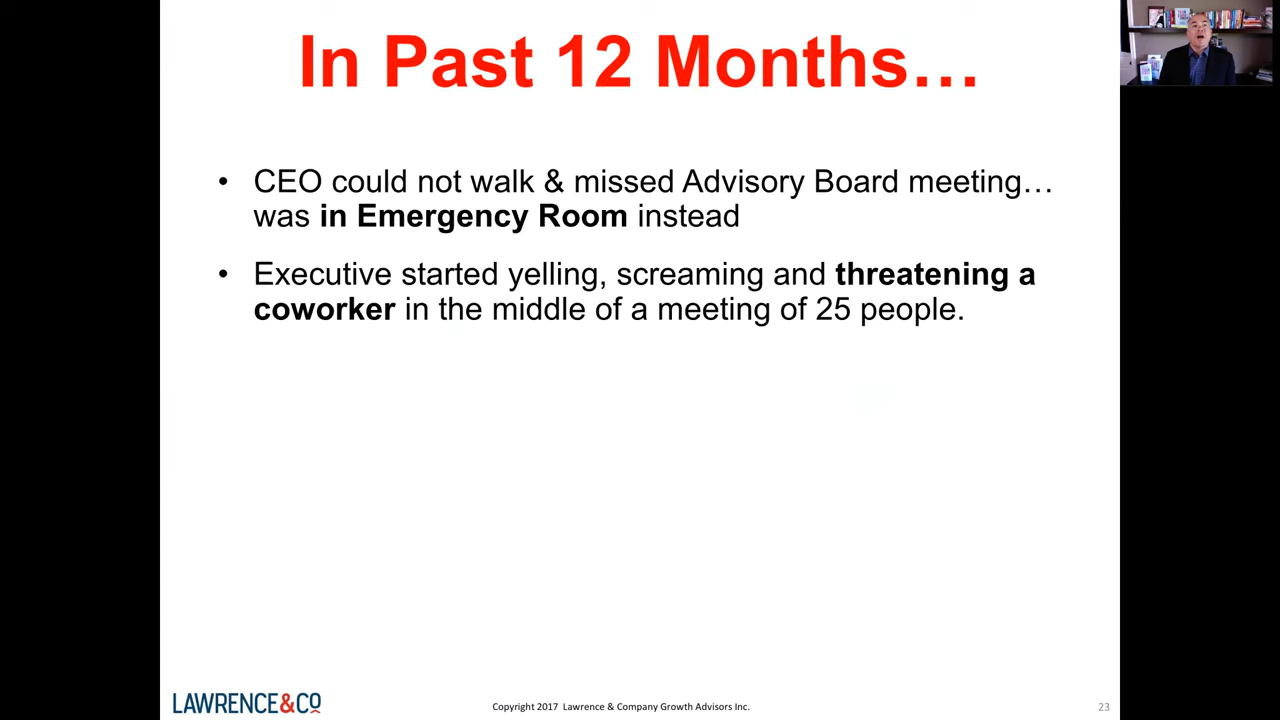 In Past 12 Months…
• CEO could not walk & missed Advisory Board meeting…
was in Emergency Room instead
• Executive started yelling, screaming and threatening a
coworker in the middle of a meeting of 25 people.
LAWRENCE&CO
Copyright 2017 Lawrence & Company Growth Advisors Inc.
23